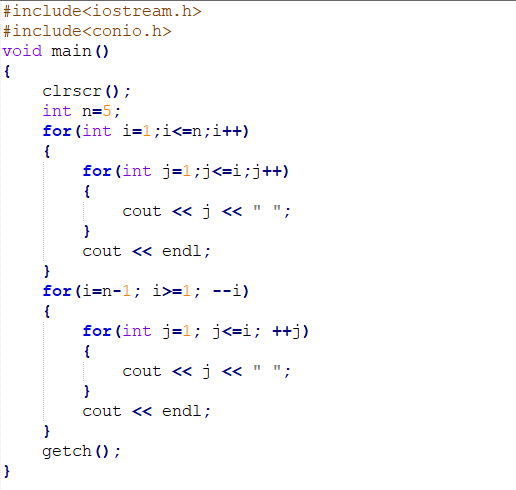 #include<iostream.h>
#include<conio.h>
void main()
{
    clrscr();
    int n=5;
    for(int i=1;i<=n;i++)
    {
        for(int j=1;j<=i;j++)
        {
            cout << j << " ";
        }
        cout << endl;
    }
    for(i=n-1; i>=1; --i)
    {
        for(int j=1; j<=i; ++j)
        {
            cout << j << " ";
        }
        cout << endl;
    }
    getch();
}